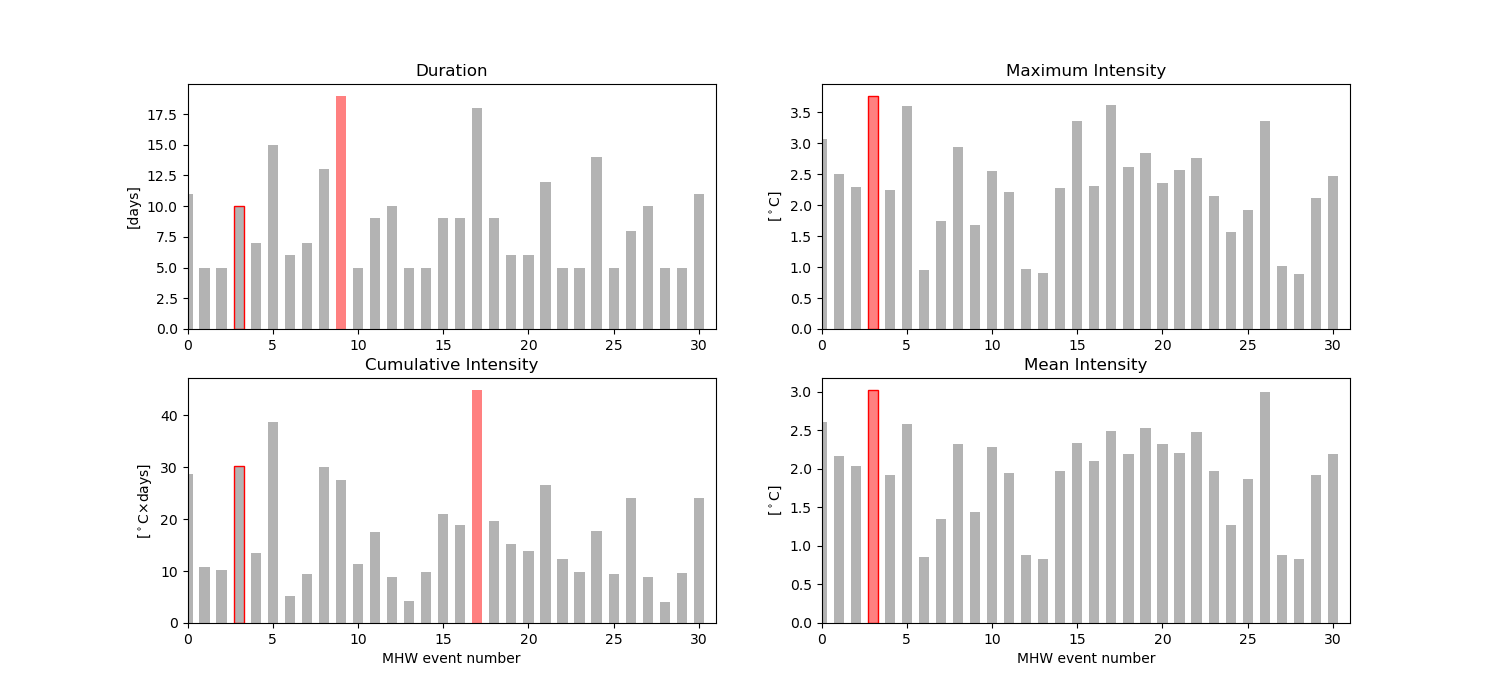 Duration
[days]
17.5
15.0
12.5
10.0
7.5
5.0
2.5
0.0
0 5 10 15 20 25 30
Maximum Intensity
[°C]
3.5
3.0
2.5
2.0
1.5
1.0
0.5
0.0
0 5 10 15 20 25 30
Cumulative Intensity
[°C×days]
40
30
20
10
0
0 5 10 15 20 25 30
MHW event number
Mean Intensity
[°C]
3.0
2.5
2.0
1.5
1.0
0.5
0.0
0 5 10 15 20 25 30
MHW event number